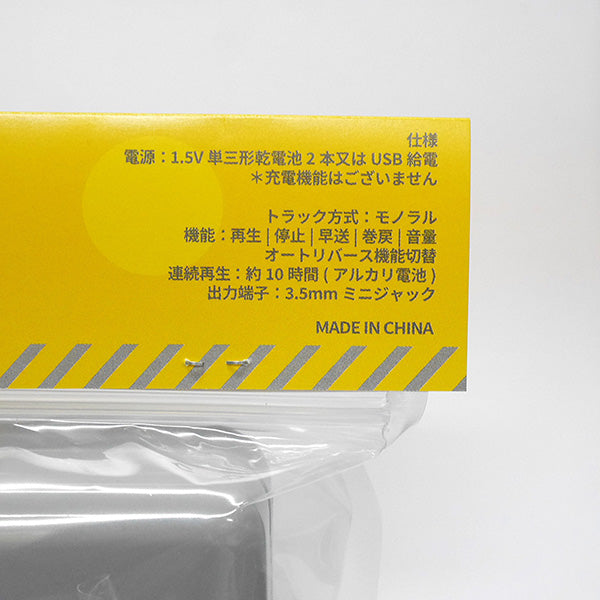 仕様
電源：1.5V 単三形乾電池 2 本又は USB 給電
＊充電機能はございません
トラック方式：モノラル
機能：再生 | 停止 | 早送 | 巻戻 | 音量
オートリバース機能切替
連続再生：約 10 時間 ( アルカリ電池 )
出力端子：3.5mm ミニジャック
MADE IN CHINA